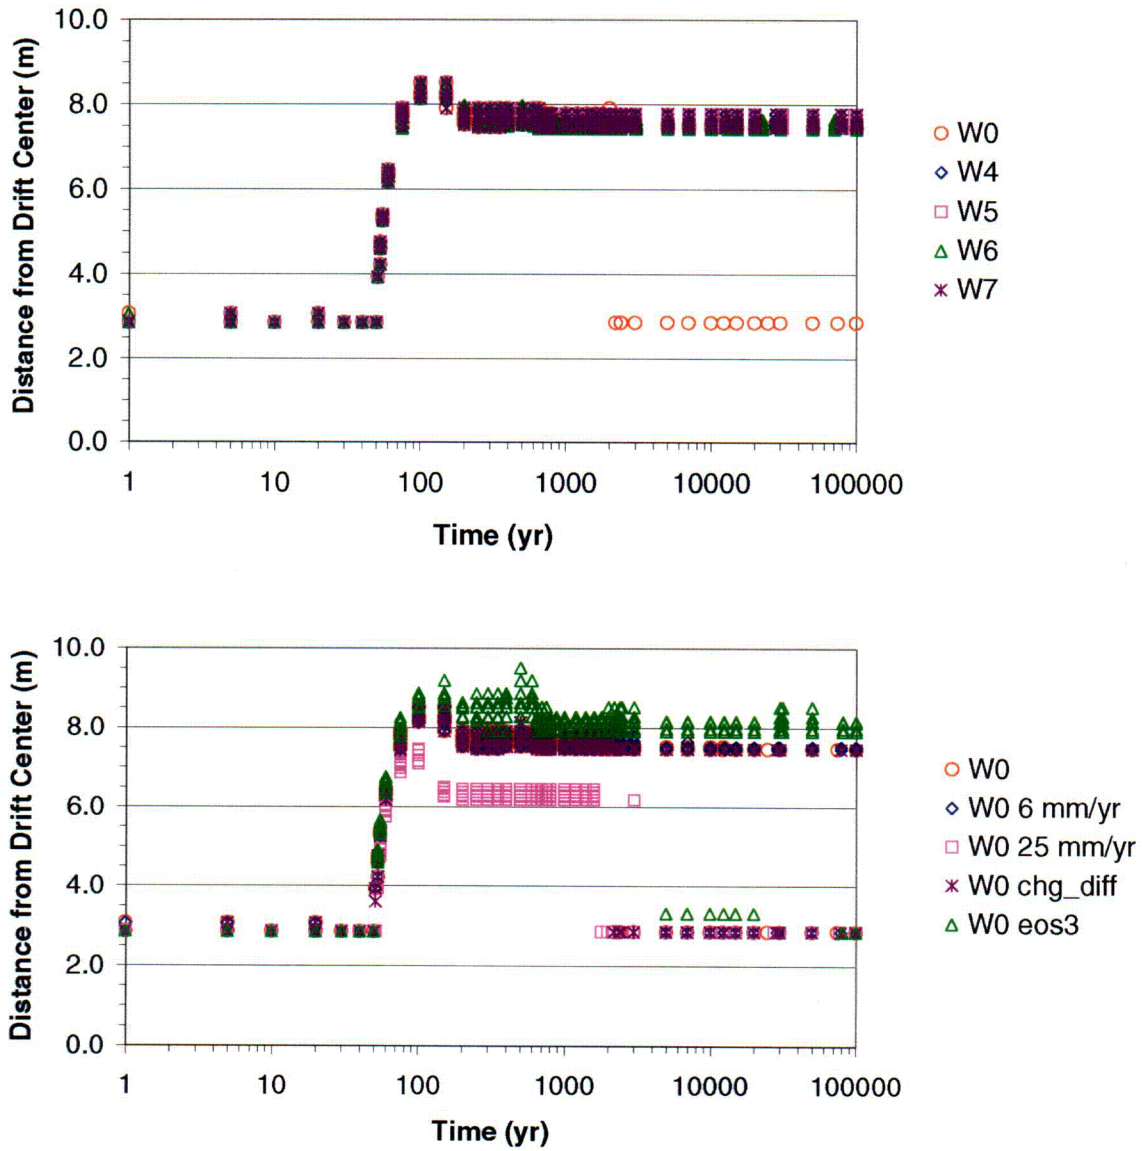 10.0
8.0
6.0
4.0
2.0
0.0
Distance from Drift Center (m)
1 10 100 1000 10000 100000
Time (yr)
W0
W4
W5
W6
W7
10.0
8.0
6.0
4.0
2.0
0.0
Distance from Drift Center (m)
1 10 100 1000 10000 100000
Time (yr)
W0
W0 6 mm/yr
W0 25 mm/yr
W0 chg_diff
W0 eos3